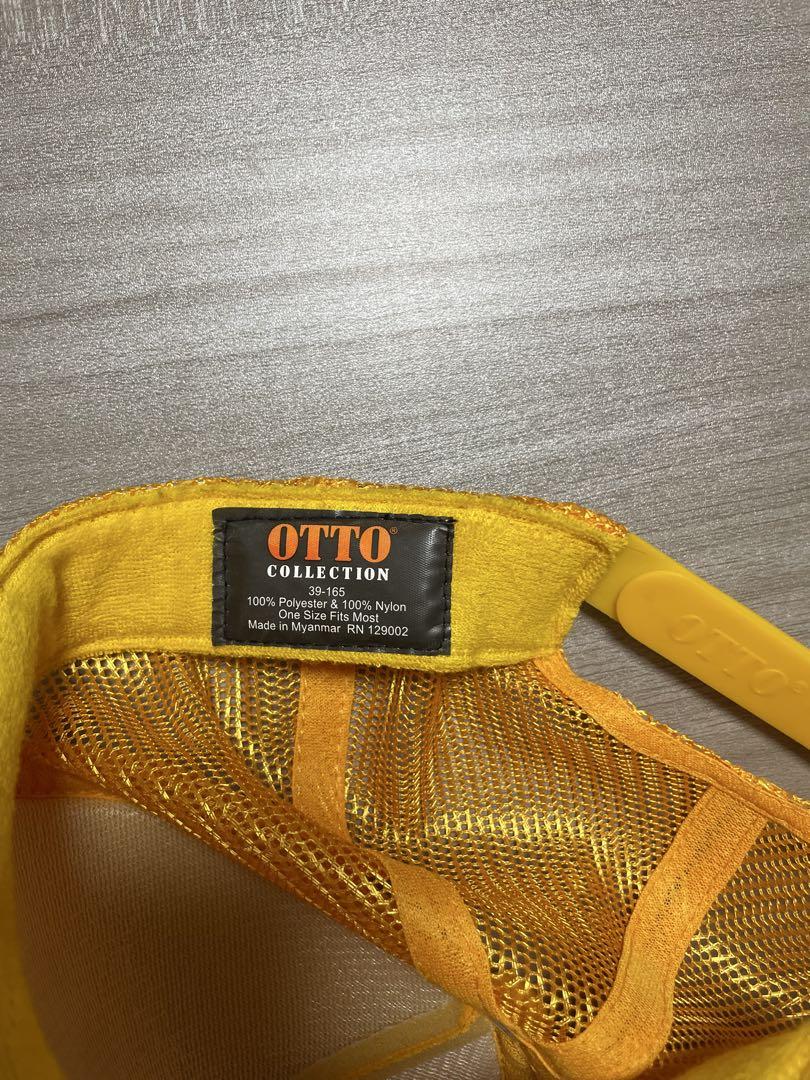 OTTO®
COLLECTION
39-165
100% Polyester & 100% Nylon
One Size Fits Most
Made in Myanmar RN 129002
OTTO